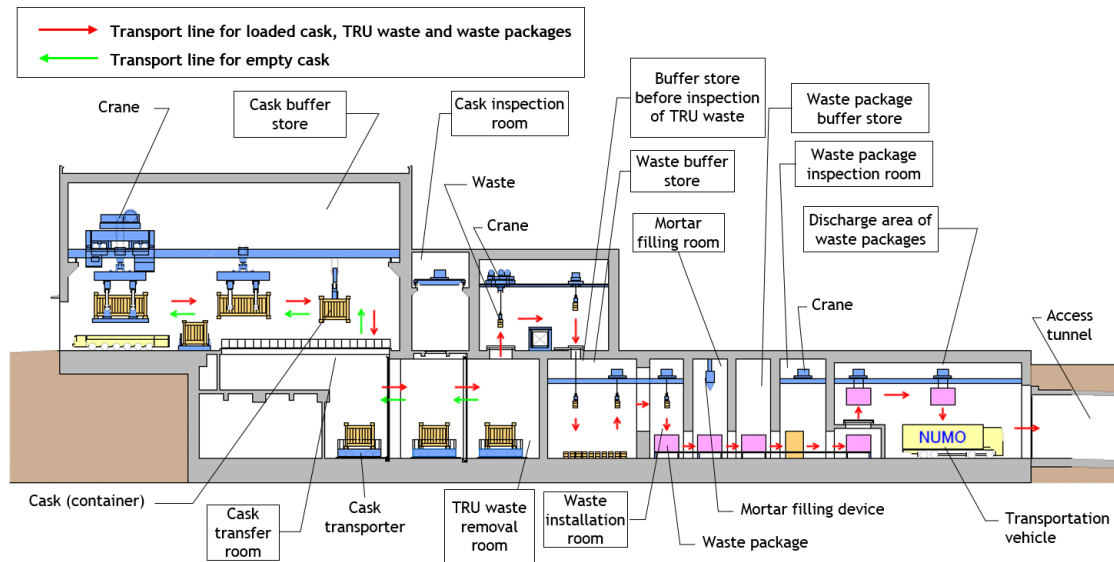 Transport line for loaded cask, TRU waste and waste packages
Transport line for empty cask
Crane
Cask buffer
store
Cask inspection
room
Buffer store
before inspection
of TRU waste
Waste package
buffer store
Waste
Waste buffer
store
Waste package
inspection room
Crane
Mortar
filling room
Discharge area of
waste packages
Crane
Access
tunnel
NUMO
Cask (container)
Cask
transfer
room
Cask
transporter
TRU waste
removal
room
Waste
installation
room
Waste package
Mortar filling device
Transportation
vehicle